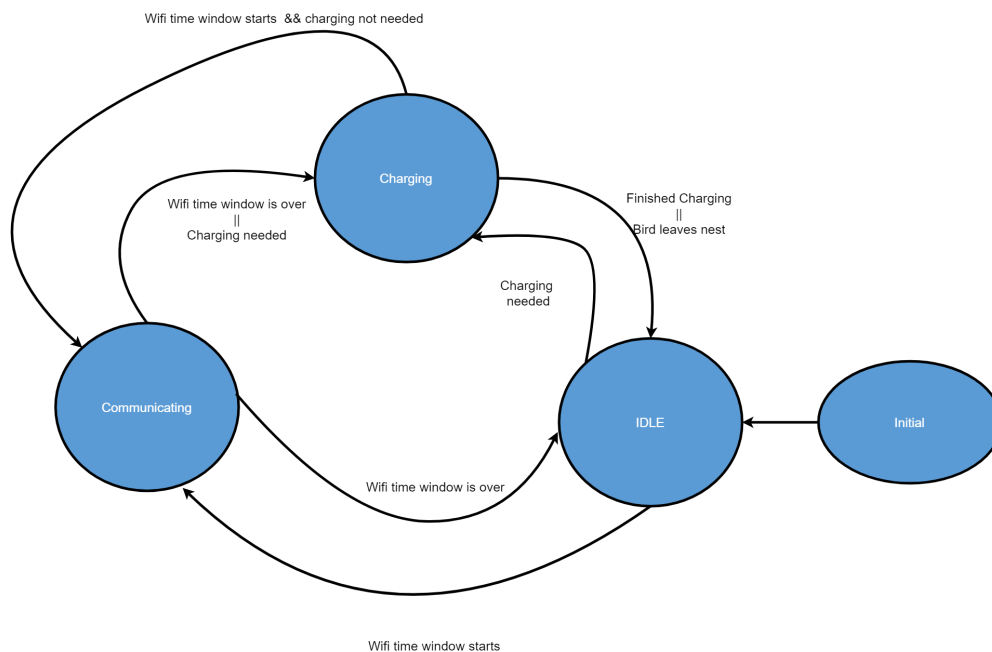 Wifi time window starts  && charging not needed
Charging
Wifi time window is over
||
Charging needed
Finished Charging
||
Bird leaves nest
Charging
needed
Communicating
IDLE
Initial
Wifi time window is over
Wifi time window starts